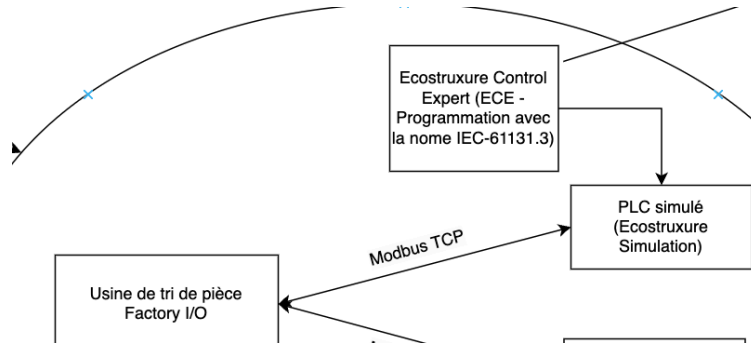 Ecostruxure Control
Expert (ECE -
Programmation avec
la nome IEC-61131.3)
PLC simulé
(Ecostruxure
Simulation)
Modbus TCP
Usine de tri de pièce
Factory I/O